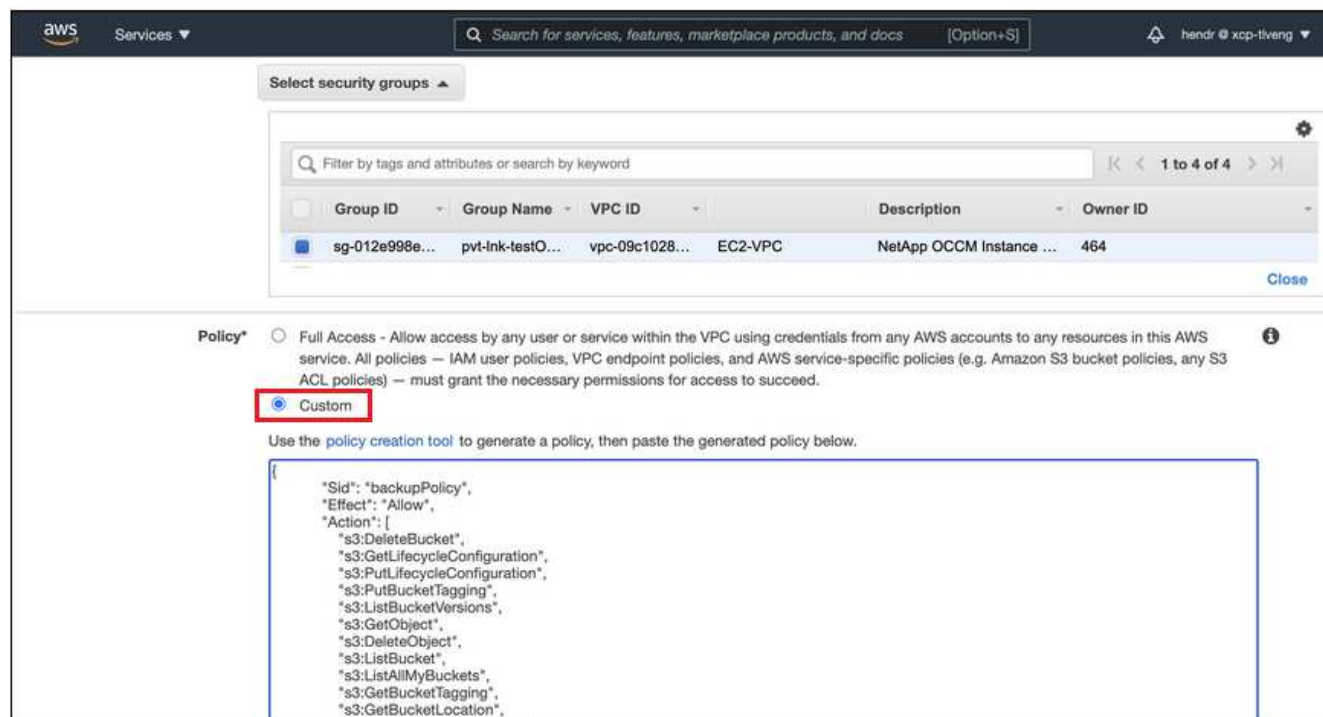 aws Services ▼ Search for services, features, marketplace products, and docs [Option+S] hendr @ xcp-tlveng ▼
Select security groups ▲
Filter by tags and attributes or search by keyword 1 to 4 of 4
Group ID Group Name VPC ID Description Owner ID
sg-012e998e... pvt-lnk-testO... vpc-09c1028... EC2-VPC NetApp OCCM Instance ... 464
Close
Policy* Full Access - Allow access by any user or service within the VPC using credentials from any AWS accounts to any resources in this AWS
service. All policies — IAM user policies, VPC endpoint policies, and AWS service-specific policies (e.g. Amazon S3 bucket policies, any S3
ACL policies) — must grant the necessary permissions for access to succeed.
Custom
Use the policy creation tool to generate a policy, then paste the generated policy below.
{
"Sid": "backupPolicy",
"Effect": "Allow",
"Action": [
"s3:DeleteBucket",
"s3:GetLifecycleConfiguration",
"s3:PutLifecycleConfiguration",
"s3:PutBucketTagging",
"s3:ListBucketVersions",
"s3:GetObject",
"s3:DeleteObject",
"s3:ListBucket",
"s3:ListAllMyBuckets",
"s3:GetBucketTagging",
"s3:GetBucketLocation",